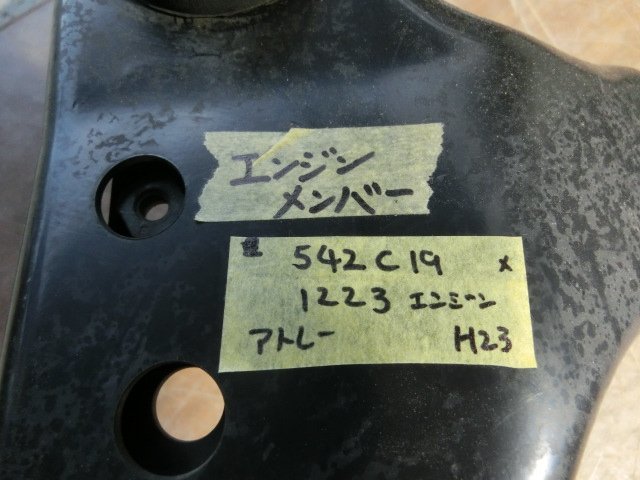 エンジン
メンバー
542C19 x
1223 エンミーン
アトレー H23